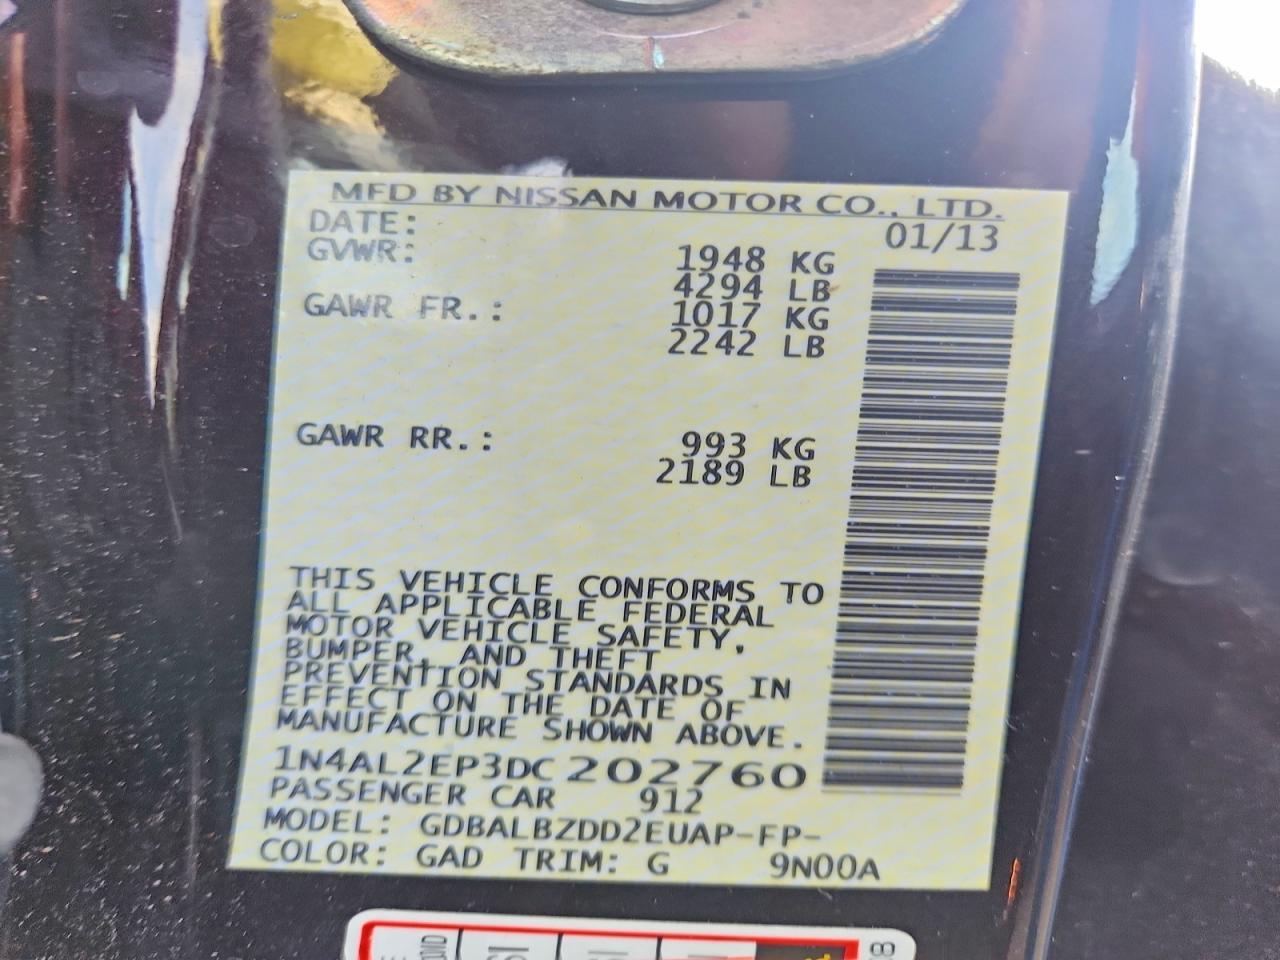 MFD BY NISSAN MOTOR CO., LTD.
DATE: 01/13
GVWR: 1948 KG
4294 LB
GAWR FR.: 1017 KG
2242 LB
GAWR RR.: 993 KG
2189 LB
THIS VEHICLE CONFORMS TO
ALL APPLICABLE FEDERAL
MOTOR VEHICLE SAFETY,
BUMPER, AND THEFT
PREVENTION STANDARDS IN
EFFECT ON THE DATE OF
MANUFACTURE SHOWN ABOVE.
1N4AL2EP3DC202760
PASSENGER CAR 912
MODEL: GDBALBZDD2EUAP-FP-
COLOR: GAD TRIM: G 9N00A